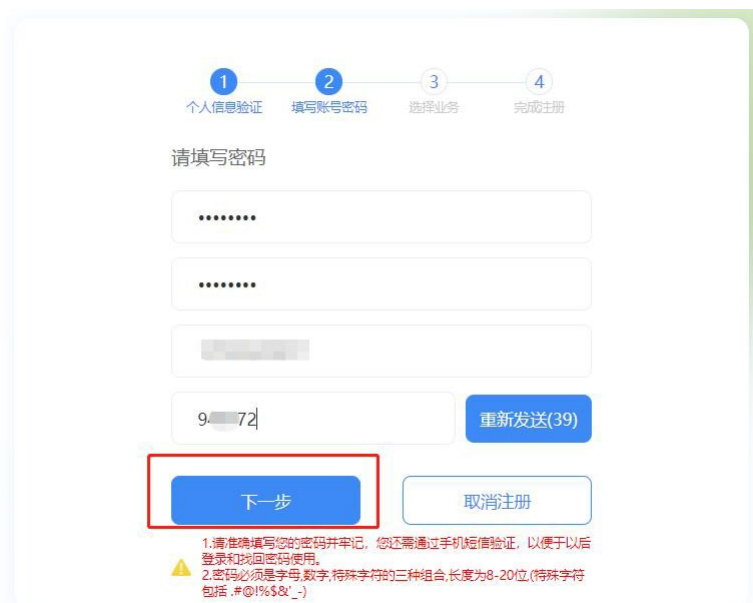 1 2 3 4
个人信息验证 填写账号密码 选择业务 完成注册
请填写密码
••••••••
••••••••
重新发送(39)
下一步 取消注册
1.请准确填写您的密码并牢记，您还需通过手机短信验证，以便于以后
登录和找回密码使用。
2.密码必须是字母,数字,特殊字符的三种组合,长度为8-20位,(特殊字符
包括 .#@!%$&'_-)